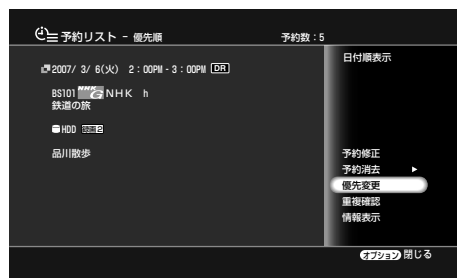 予約リスト - 優先順 予約数：5
2007/ 3/ 6(火) 2：00PM - 3：00PM DR
BS101 NHK G NHK h
鉄道の旅
HDD
品川散歩
日付順表示
予約修正
予約消去 ▶
優先変更
重複確認
情報表示
オプション 閉じる